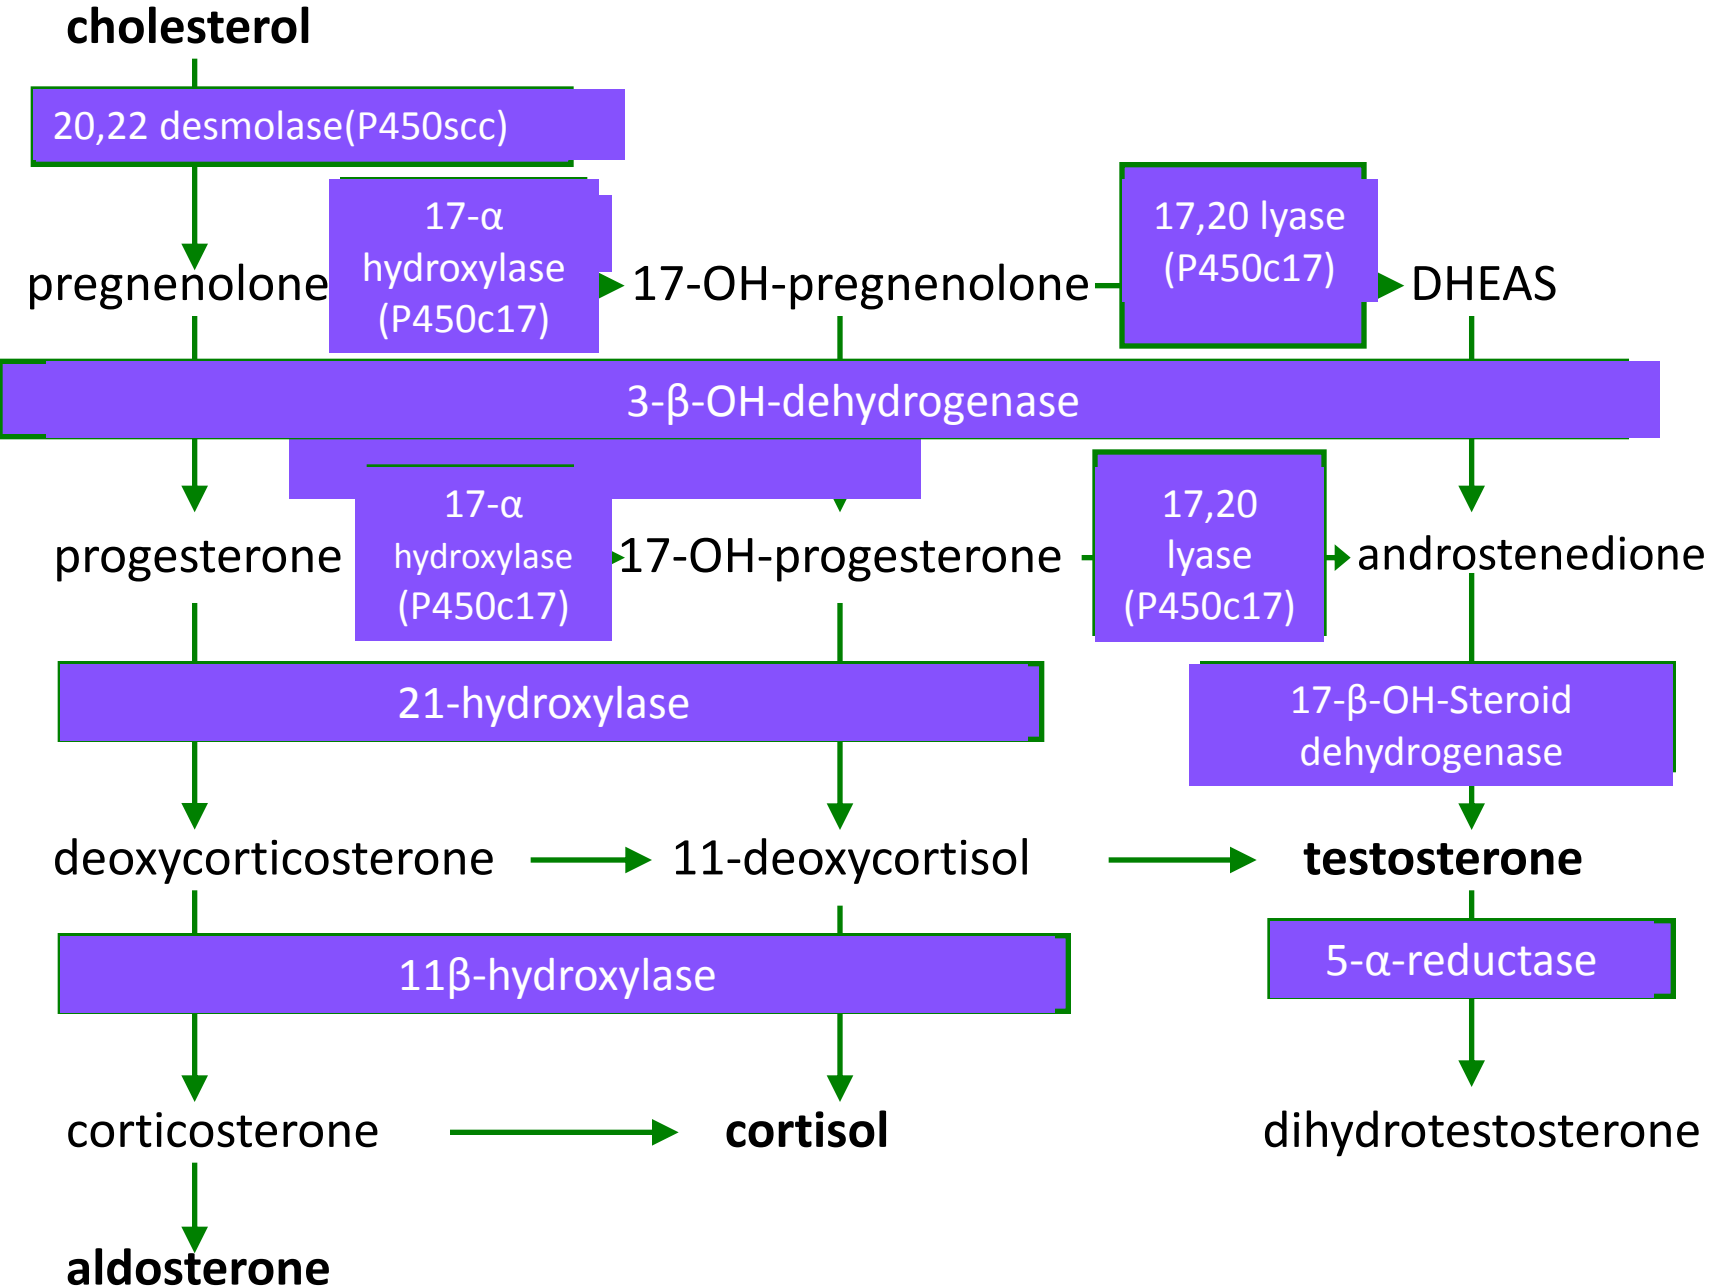 cholesterol
20,22 desmolase(P450scc)
17-α
hydroxylase
(P450c17)
17,20 lyase
(P450c17)
pregnenolone
17-OH-pregnenolone
DHEAS
3-β-OH-dehydrogenase
17-α
hydroxylase
(P450c17)
17,20
lyase
(P450c17)
progesterone
17-OH-progesterone
androstenedione
21-hydroxylase
17-β-OH-Steroid
dehydrogenase
deoxycorticosterone
11-deoxycortisol
testosterone
11β-hydroxylase
5-α-reductase
corticosterone
cortisol
dihydrotestosterone
aldosterone